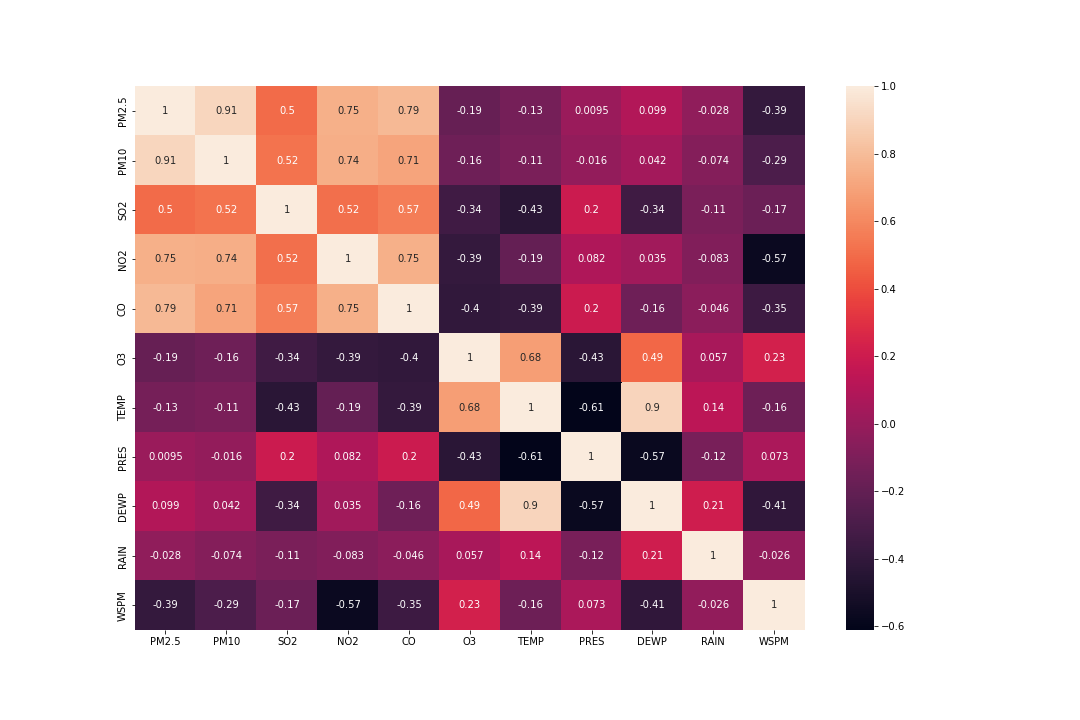 PM2.5 1 0.91 0.5 0.75 0.79 -0.19 -0.13 0.0095 0.099 -0.028 -0.39
PM10 0.91 1 0.52 0.74 0.71 -0.16 -0.11 -0.016 0.042 -0.074 -0.29
SO2 0.5 0.52 1 0.52 0.57 -0.34 -0.43 0.2 -0.34 -0.11 -0.17
NO2 0.75 0.74 0.52 1 0.75 -0.39 -0.19 0.082 0.035 -0.083 -0.57
CO 0.79 0.71 0.57 0.75 1 -0.4 -0.39 0.2 -0.16 -0.046 -0.35
O3 -0.19 -0.16 -0.34 -0.39 -0.4 1 0.68 -0.43 0.49 0.057 0.23
TEMP -0.13 -0.11 -0.43 -0.19 -0.39 0.68 1 -0.61 0.9 0.14 -0.16
PRES 0.0095 -0.016 0.2 0.082 0.2 -0.43 -0.61 1 -0.57 -0.12 0.073
DEWP 0.099 0.042 -0.34 0.035 -0.16 0.49 0.9 -0.57 1 0.21 -0.41
RAIN -0.028 -0.074 -0.11 -0.083 -0.046 0.057 0.14 -0.12 0.21 1 -0.026
WSPM -0.39 -0.29 -0.17 -0.57 -0.35 0.23 -0.16 0.073 -0.41 -0.026 1
PM2.5 PM10 SO2 NO2 CO O3 TEMP PRES DEWP RAIN WSPM
1.0
0.8
0.6
0.4
0.2
0.0
−0.2
−0.4
−0.6